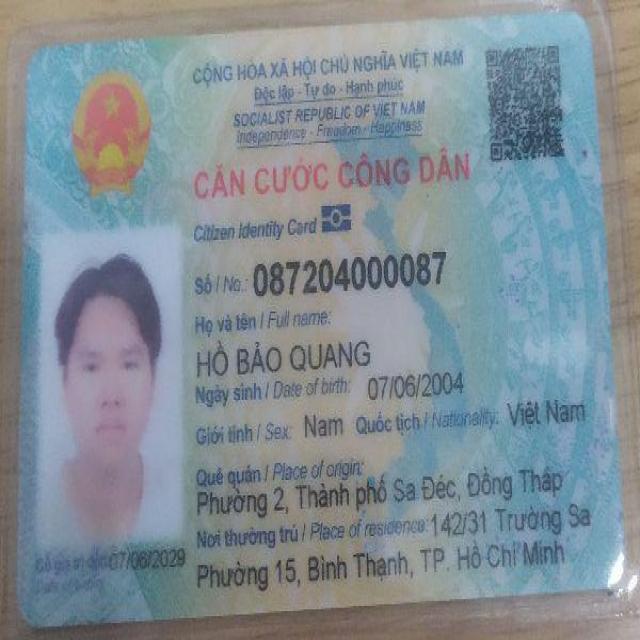 CỘNG HÒA XÃ HỘI CHỦ NGHĨA VIỆT NAM
Độc lập - Tự do - Hạnh phúc
SOCIALIST REPUBLIC OF VIET NAM
Independence - Freedom - Happiness
CĂN CƯỚC CÔNG DÂN
Citizen Identity Card
Số / No.: 087204000087
Họ và tên / Full name:
HỒ BẢO QUANG
Ngày sinh / Date of birth: 07/06/2004
Giới tính / Sex: Nam Quốc tịch / Nationality: Việt Nam
Quê quán / Place of origin:
Phường 2, Thành phố Sa Đéc, Đồng Tháp
Nơi thường trú / Place of residence: 142/31 Trường Sa
Phường 15, Bình Thạnh, TP. Hồ Chí Minh
Có giá trị đến: 07/06/2029